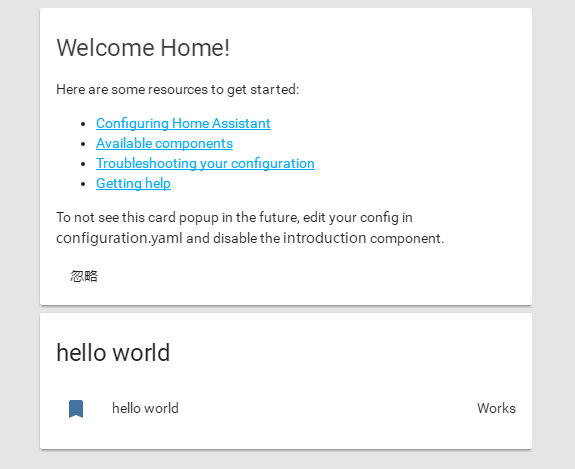 Welcome Home!
Here are some resources to get started:
Configuring Home Assistant
Available components
Troubleshooting your configuration
Getting help
To not see this card popup in the future, edit your config in
configuration.yaml and disable the introduction component.
忽略
hello world
hello world Works